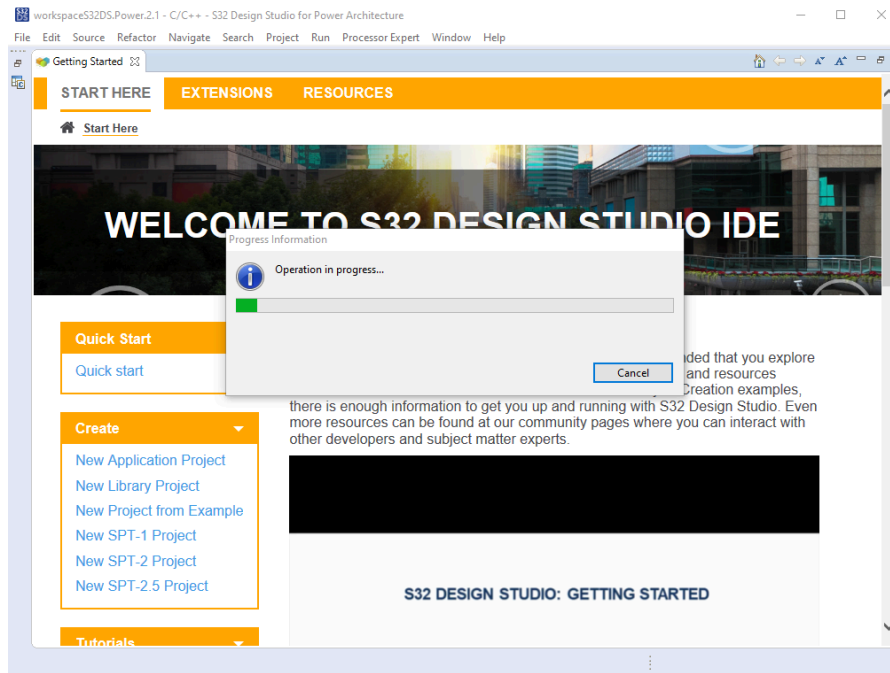 workspaceS32DS.Power.2.1 - C/C++ - S32 Design Studio for Power Architecture
File Edit Source Refactor Navigate Search Project Run Processor Expert Window Help
Getting Started
START HERE EXTENSIONS RESOURCES
Start Here
WELCOME TO S32 DESIGN STUDIO IDE
Progress Information
Operation in progress...
Cancel
Quick Start
Quick start
ded that you explore
and resources
Creation examples,
there is enough information to get you up and running with S32 Design Studio. Even
more resources can be found at our community pages where you can interact with
other developers and subject matter experts.
Create
New Application Project
New Library Project
New Project from Example
New SPT-1 Project
New SPT-2 Project
New SPT-2.5 Project
S32 DESIGN STUDIO: GETTING STARTED
Tutorials